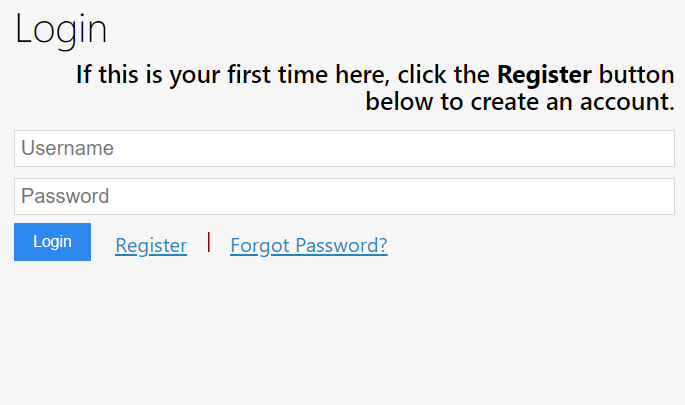 Login
If this is your first time here, click the Register button
below to create an account.
Username
Password
Login Register | Forgot Password?